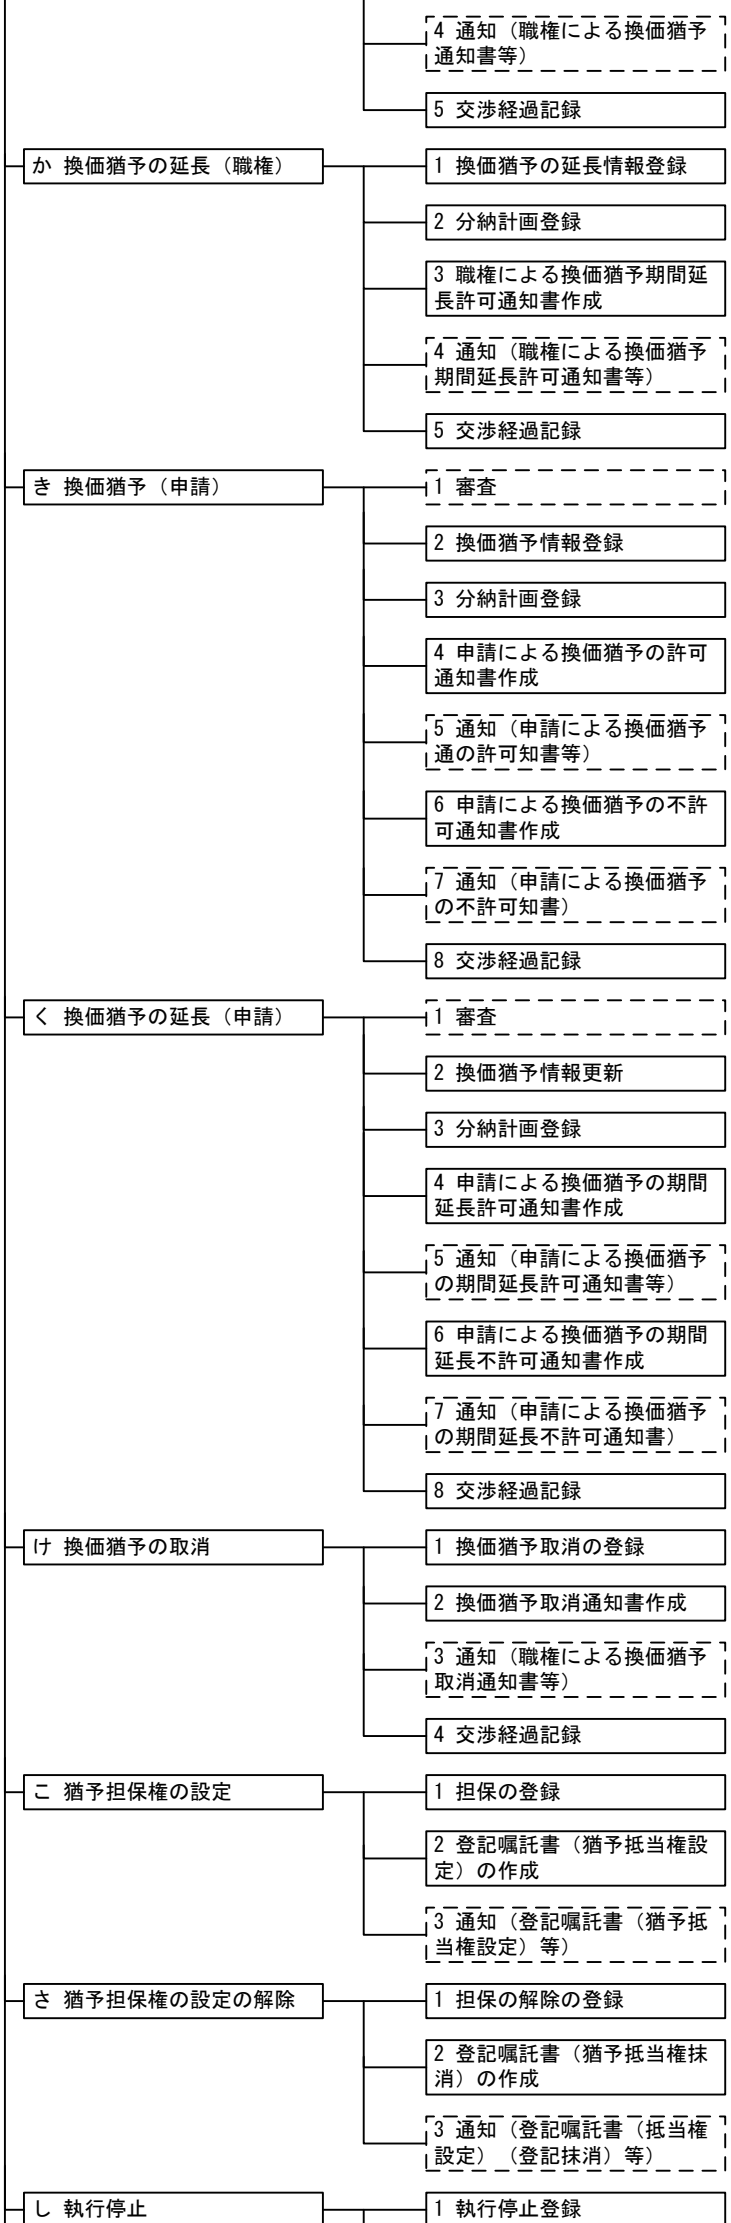 4 通知（職権による換価猶予
通知書等）
5 交渉経過記録
か 換価猶予の延長（職権）
1 換価猶予の延長情報登録
2 分納計画登録
3 職権による換価猶予期間延
長許可通知書作成
4 通知（職権による換価猶予
期間延長許可通知書等）
5 交渉経過記録
き 換価猶予（申請）
1 審査
2 換価猶予情報登録
3 分納計画登録
4 申請による換価猶予の許可
通知書作成
5 通知（申請による換価猶予
通の許可知書等）
6 申請による換価猶予の不許
可通知書作成
7 通知（申請による換価猶予
の不許可知書）
8 交渉経過記録
く 換価猶予の延長（申請）
1 審査
2 換価猶予情報更新
3 分納計画登録
4 申請による換価猶予の期間
延長許可通知書作成
5 通知（申請による換価猶予
の期間延長許可通知書等）
6 申請による換価猶予の期間
延長不許可通知書作成
7 通知（申請による換価猶予
の期間延長不許可通知書）
8 交渉経過記録
け 換価猶予の取消
1 換価猶予取消の登録
2 換価猶予取消通知書作成
3 通知（職権による換価猶予
取消通知書等）
4 交渉経過記録
こ 猶予担保権の設定
1 担保の登録
2 登記嘱託書（猶予抵当権設
定）の作成
3 通知（登記嘱託書（猶予抵
当権設定）等）
さ 猶予担保権の設定の解除
1 担保の解除の登録
2 登記嘱託書（猶予抵当権抹
消）の作成
3 通知（登記嘱託書（抵当権
設定）（登記抹消）等）
し 執行停止
1 執行停止登録